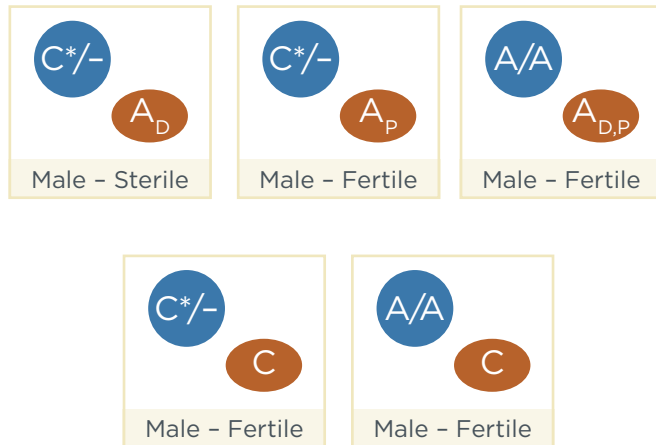 C*/–
A_D
Male – Sterile
C*/–
A_P
Male – Fertile
A/A
A_D,P
Male – Fertile
C*/–
C
Male – Fertile
A/A
C
Male – Fertile